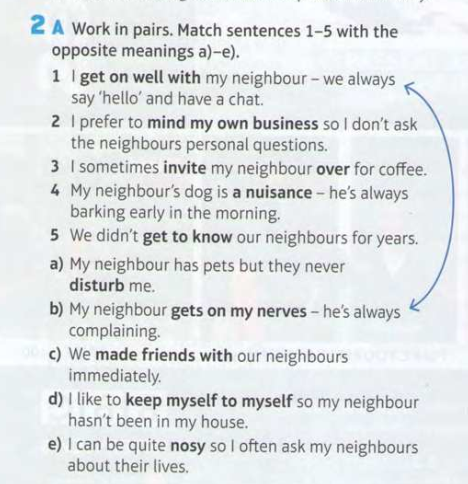 2 A Work in pairs. Match sentences 1–5 with the
opposite meanings a)–e).
1 I get on well with my neighbour – we always
say 'hello' and have a chat.
2 I prefer to mind my own business so I don't ask
the neighbours personal questions.
3 I sometimes invite my neighbour over for coffee.
4 My neighbour's dog is a nuisance – he's always
barking early in the morning.
5 We didn't get to know our neighbours for years.
a) My neighbour has pets but they never
disturb me.
b) My neighbour gets on my nerves – he's always
complaining.
c) We made friends with our neighbours
immediately.
d) I like to keep myself to myself so my neighbour
hasn't been in my house.
e) I can be quite nosy so I often ask my neighbours
about their lives.